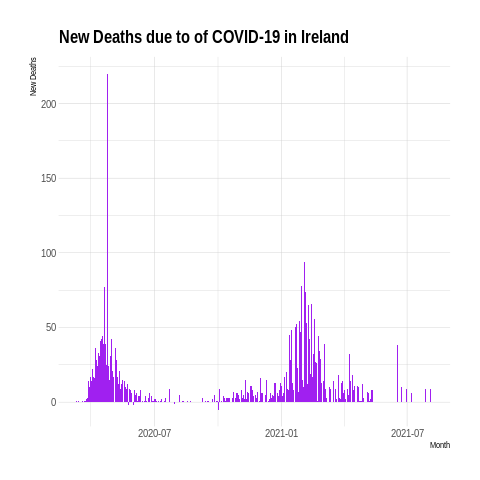 New Deaths due to of COVID-19 in Ireland
New Deaths
200
150
100
50
0
2020-07
2021-01
2021-07
Month